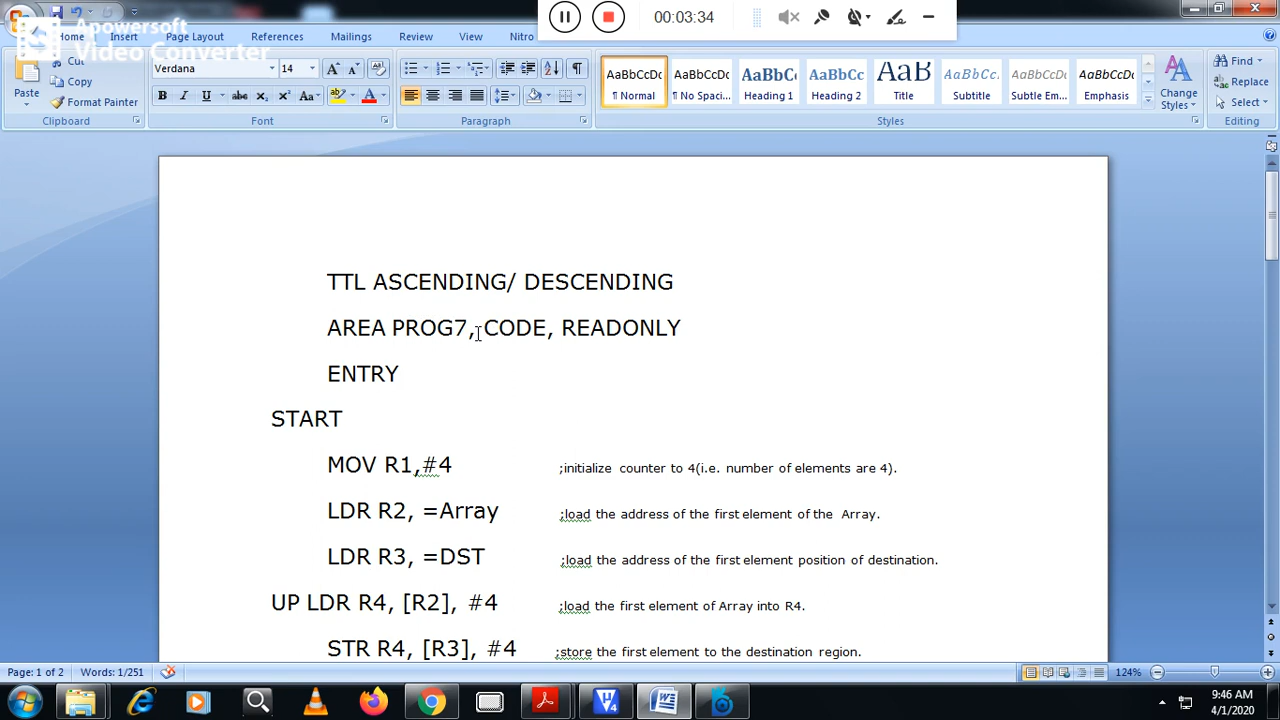 Apowersoft
Video Converter
00:03:34
Home Insert Page Layout References Mailings Review View Nitro
Cut
Copy
Format Painter
Paste
Clipboard
Verdana 14
Font
Paragraph
AaBbCcDc AaBbCcDc AaBbCc AaBbCc AaB AaBbCc. AaBbCcDc AaBbCcDc
¶ Normal ¶ No Spaci... Heading 1 Heading 2 Title Subtitle Subtle Em... Emphasis
Styles
Change
Styles
Find
Replace
Select
Editing
TTL ASCENDING/ DESCENDING
AREA PROG7, CODE, READONLY
ENTRY
START
MOV R1,#4 ;initialize counter to 4(i.e. number of elements are 4).
LDR R2, =Array ;load the address of the first element of the Array.
LDR R3, =DST ;load the address of the first element position of destination.
UP LDR R4, [R2], #4 ;load the first element of Array into R4.
STR R4, [R3], #4 ;store the first element to the destination region.
Page: 1 of 2 Words: 1/251 124%
9:46 AM
4/1/2020